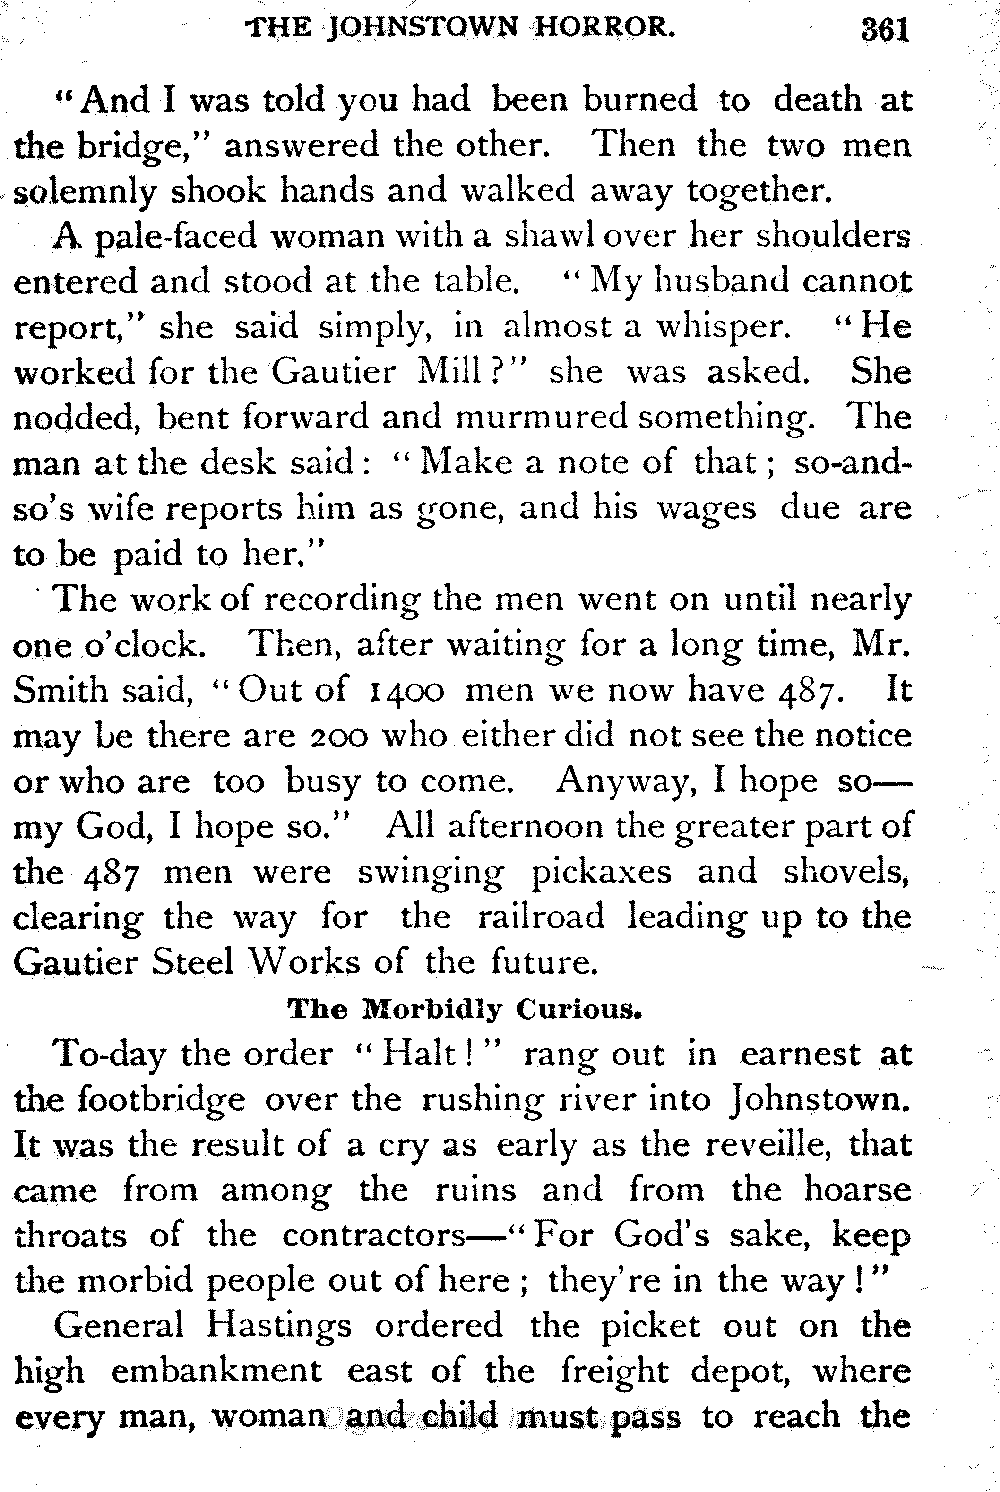 THE JOHNSTOWN HORROR. 361
"And I was told you had been burned to death at
the bridge," answered the other. Then the two men
solemnly shook hands and walked away together.
A pale-faced woman with a shawl over her shoulders
entered and stood at the table. "My husband cannot
report," she said simply, in almost a whisper. "He
worked for the Gautier Mill?" she was asked. She
nodded, bent forward and murmured something. The
man at the desk said: "Make a note of that; so-and-
so's wife reports him as gone, and his wages due are
to be paid to her."
The work of recording the men went on until nearly
one o'clock. Then, after waiting for a long time, Mr.
Smith said, "Out of 1400 men we now have 487. It
may be there are 200 who either did not see the notice
or who are too busy to come. Anyway, I hope so—
my God, I hope so." All afternoon the greater part of
the 487 men were swinging pickaxes and shovels,
clearing the way for the railroad leading up to the
Gautier Steel Works of the future.
The Morbidly Curious.
To-day the order "Halt!" rang out in earnest at
the footbridge over the rushing river into Johnstown.
It was the result of a cry as early as the reveille, that
came from among the ruins and from the hoarse
throats of the contractors—"For God's sake, keep
the morbid people out of here; they're in the way!"
General Hastings ordered the picket out on the
high embankment east of the freight depot, where
every man, woman and child must pass to reach the